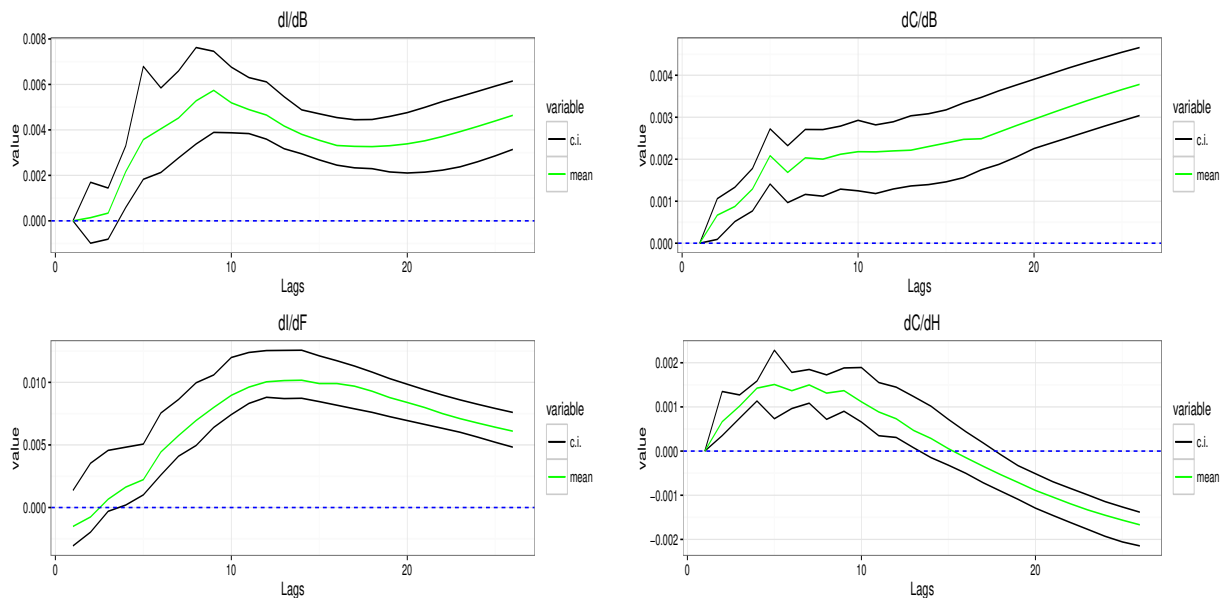 dI/dB
0.008
0.006
0.004
0.002
0.000
value
0
10
20
Lags
variable
c.i.
mean
dC/dB
0.004
0.003
0.002
0.001
0.000
value
0
10
20
Lags
variable
c.i.
mean
dI/dF
0.010
0.005
0.000
value
0
10
20
Lags
variable
c.i.
mean
dC/dH
0.002
0.001
0.000
−0.001
−0.002
value
0
10
20
Lags
variable
c.i.
mean